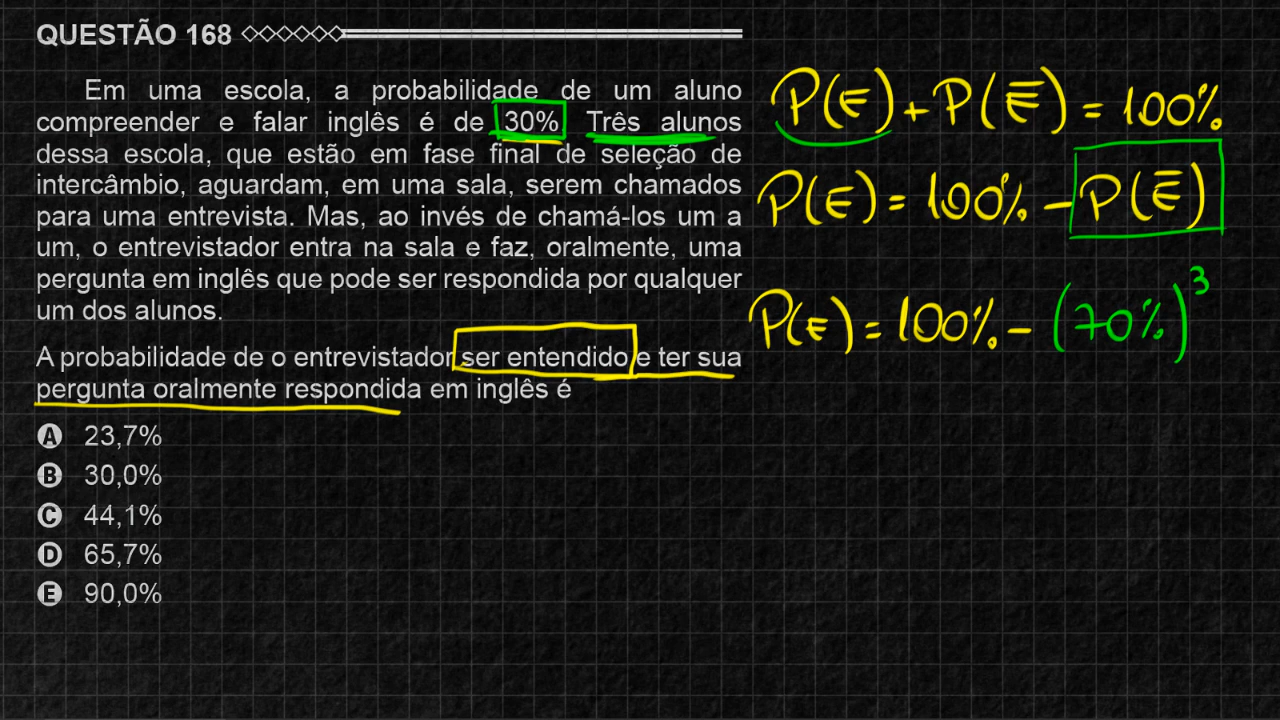 QUESTÃO 168
Em uma escola, a probabilidade de um aluno
compreender e falar inglês é de 30% Três alunos
dessa escola, que estão em fase final de seleção de
intercâmbio, aguardam, em uma sala, serem chamados
para uma entrevista. Mas, ao invés de chamá-los um a
um, o entrevistador entra na sala e faz, oralmente, uma
pergunta em inglês que pode ser respondida por qualquer
um dos alunos.
A probabilidade de o entrevistador ser entendido e ter sua
pergunta oralmente respondida em inglês é
A 23,7%
B 30,0%
C 44,1%
D 65,7%
E 90,0%
P(E) + P(Ē) = 100%
P(E) = 100% - P(Ē)
P(E) = 100% - (70%)³